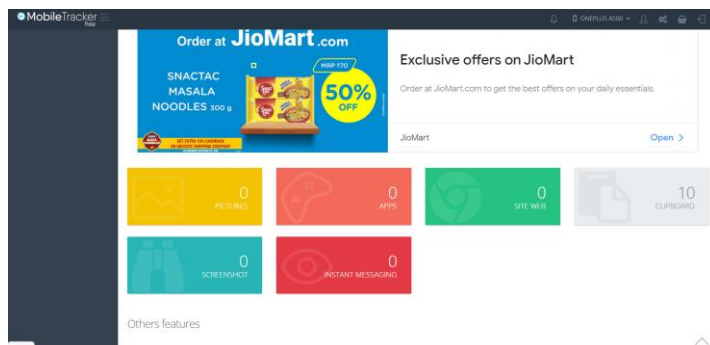 MobileTracker
free
ONEPLUS A500
Order at JioMart.com
SNACTAC
MASALA
NOODLES 300 g
MRP ₹70
50%
OFF
Exclusive offers on JioMart
Order at JioMart.com to get the best offers on your daily essentials.
JioMart
Open >
0
PICTURES
0
APPS
0
SITE WEB
10
CLIPBOARD
0
SCREENSHOT
0
INSTANT MESSAGING
Others features